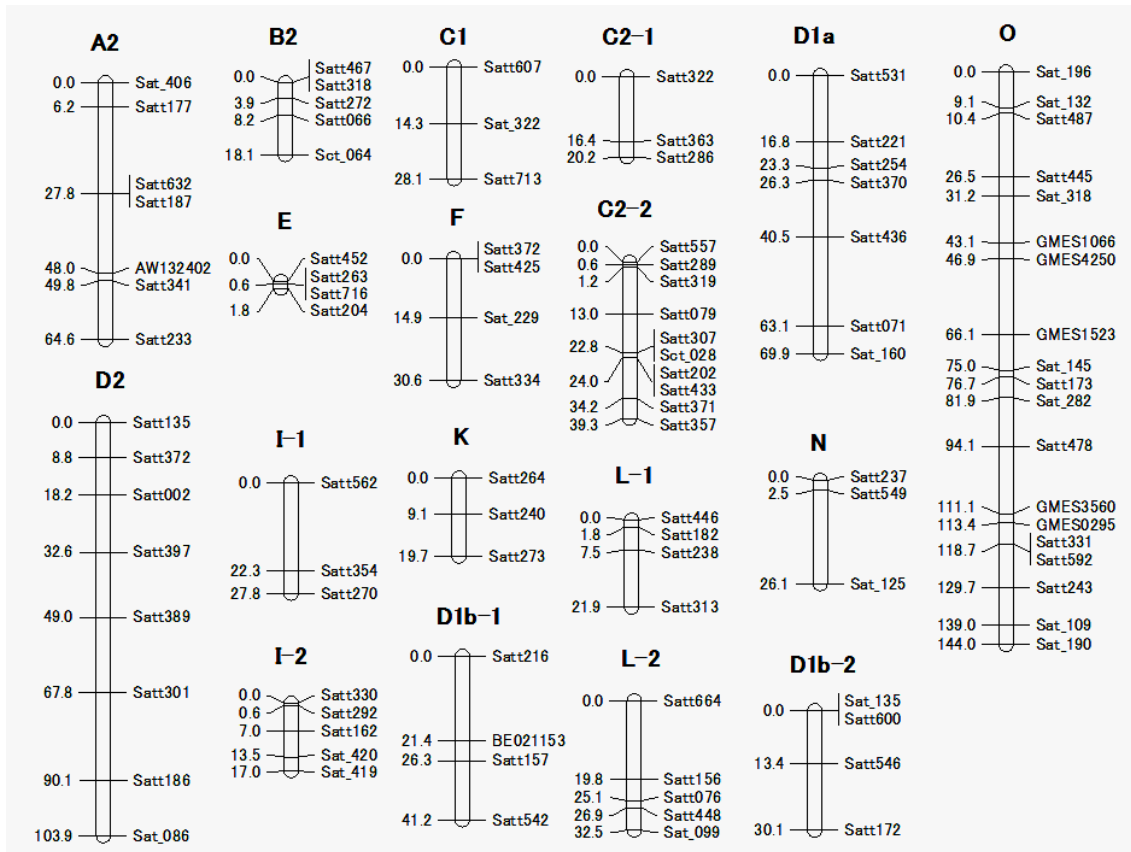 A2
0.0 Sat_406
6.2 Satt177
27.8 Satt632
Satt187
48.0 AW132402
49.8 Satt341
64.6 Satt233
B2
0.0 Satt467
Satt318
3.9 Satt272
8.2 Satt066
18.1 Sct_064
C1
0.0 Satt607
14.3 Sat_322
28.1 Satt713
C2-1
0.0 Satt322
16.4 Satt363
20.2 Satt286
D1a
0.0 Satt531
16.8 Satt221
23.3 Satt254
26.3 Satt370
40.5 Satt436
63.1 Satt071
69.9 Sat_160
O
0.0 Sat_196
9.1 Sat_132
10.4 Satt487
26.5 Satt445
31.2 Sat_318
43.1 GMES1066
46.9 GMES4250
66.1 GMES1523
75.0 Sat_145
76.7 Satt173
81.9 Sat_282
94.1 Satt478
111.1 GMES3560
113.4 GMES0295
118.7 Satt331
Satt592
129.7 Satt243
139.0 Sat_109
144.0 Sat_190
E
0.0 Satt452
0.6 Satt263
Satt716
1.8 Satt204
F
0.0 Satt372
Satt425
14.9 Sat_229
30.6 Satt334
C2-2
0.0 Satt557
0.6 Satt289
1.2 Satt319
13.0 Satt079
22.8 Satt307
Sct_028
24.0 Satt202
Satt433
34.2 Satt371
39.3 Satt357
D2
0.0 Satt135
8.8 Satt372
18.2 Satt002
32.6 Satt397
49.0 Satt389
67.8 Satt301
90.1 Satt186
103.9 Sat_086
I-1
0.0 Satt562
22.3 Satt354
27.8 Satt270
K
0.0 Satt264
9.1 Satt240
19.7 Satt273
L-1
0.0 Satt446
1.8 Satt182
7.5 Satt238
21.9 Satt313
N
0.0 Satt237
2.5 Satt549
26.1 Sat_125
I-2
0.0 Satt330
0.6 Satt292
7.0 Satt162
13.5 Sat_420
17.0 Sat_419
D1b-1
0.0 Satt216
21.4 BE021153
26.3 Satt157
41.2 Satt542
L-2
0.0 Satt664
19.8 Satt156
25.1 Satt076
26.9 Satt448
32.5 Sat_099
D1b-2
0.0 Sat_135
Satt600
13.4 Satt546
30.1 Satt172